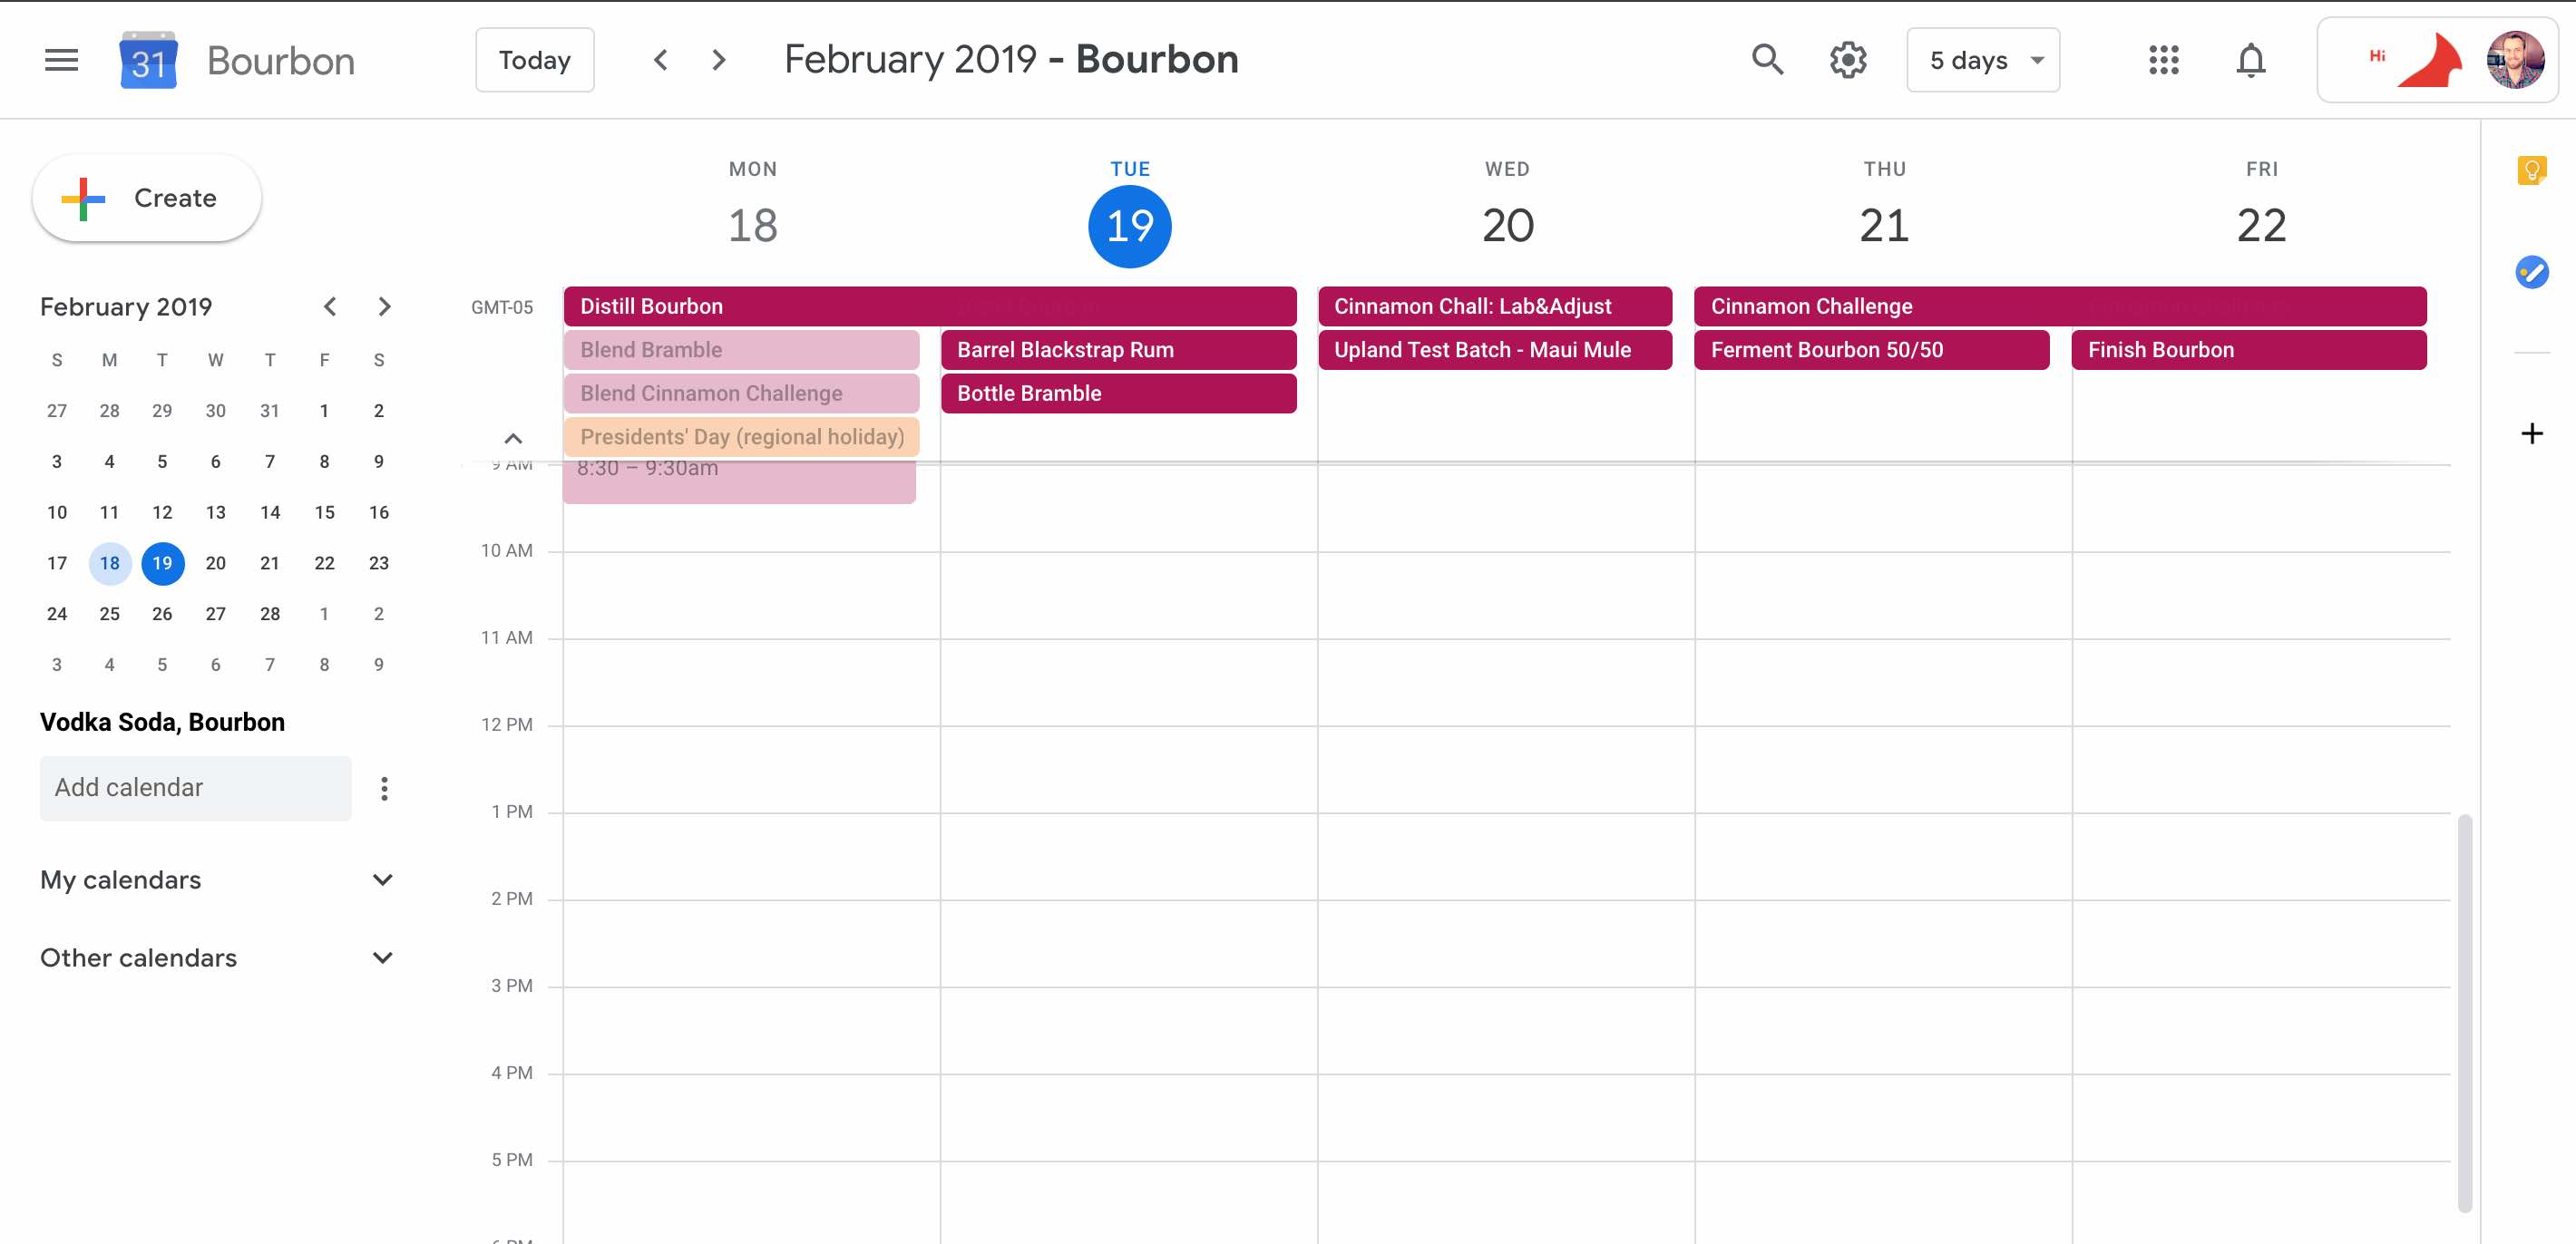 31
Bourbon
Today
February 2019 - Bourbon
5 days
Hi
Create
MON
TUE
WED
THU
FRI
18
19
20
21
22
February 2019
S M T W T F S
27 28 29 30 31 1 2
3 4 5 6 7 8 9
10 11 12 13 14 15 16
17 18 19 20 21 22 23
24 25 26 27 28 1 2
3 4 5 6 7 8 9
Vodka Soda, Bourbon
Add calendar
My calendars
Other calendars
GMT-05
Distill Bourbon
Cinnamon Chall: Lab&Adjust
Cinnamon Challenge
Blend Bramble
Barrel Blackstrap Rum
Upland Test Batch - Maui Mule
Ferment Bourbon 50/50
Finish Bourbon
Blend Cinnamon Challenge
Bottle Bramble
Presidents' Day (regional holiday)
9 AM
8:30 – 9:30am
10 AM
11 AM
12 PM
1 PM
2 PM
3 PM
4 PM
5 PM